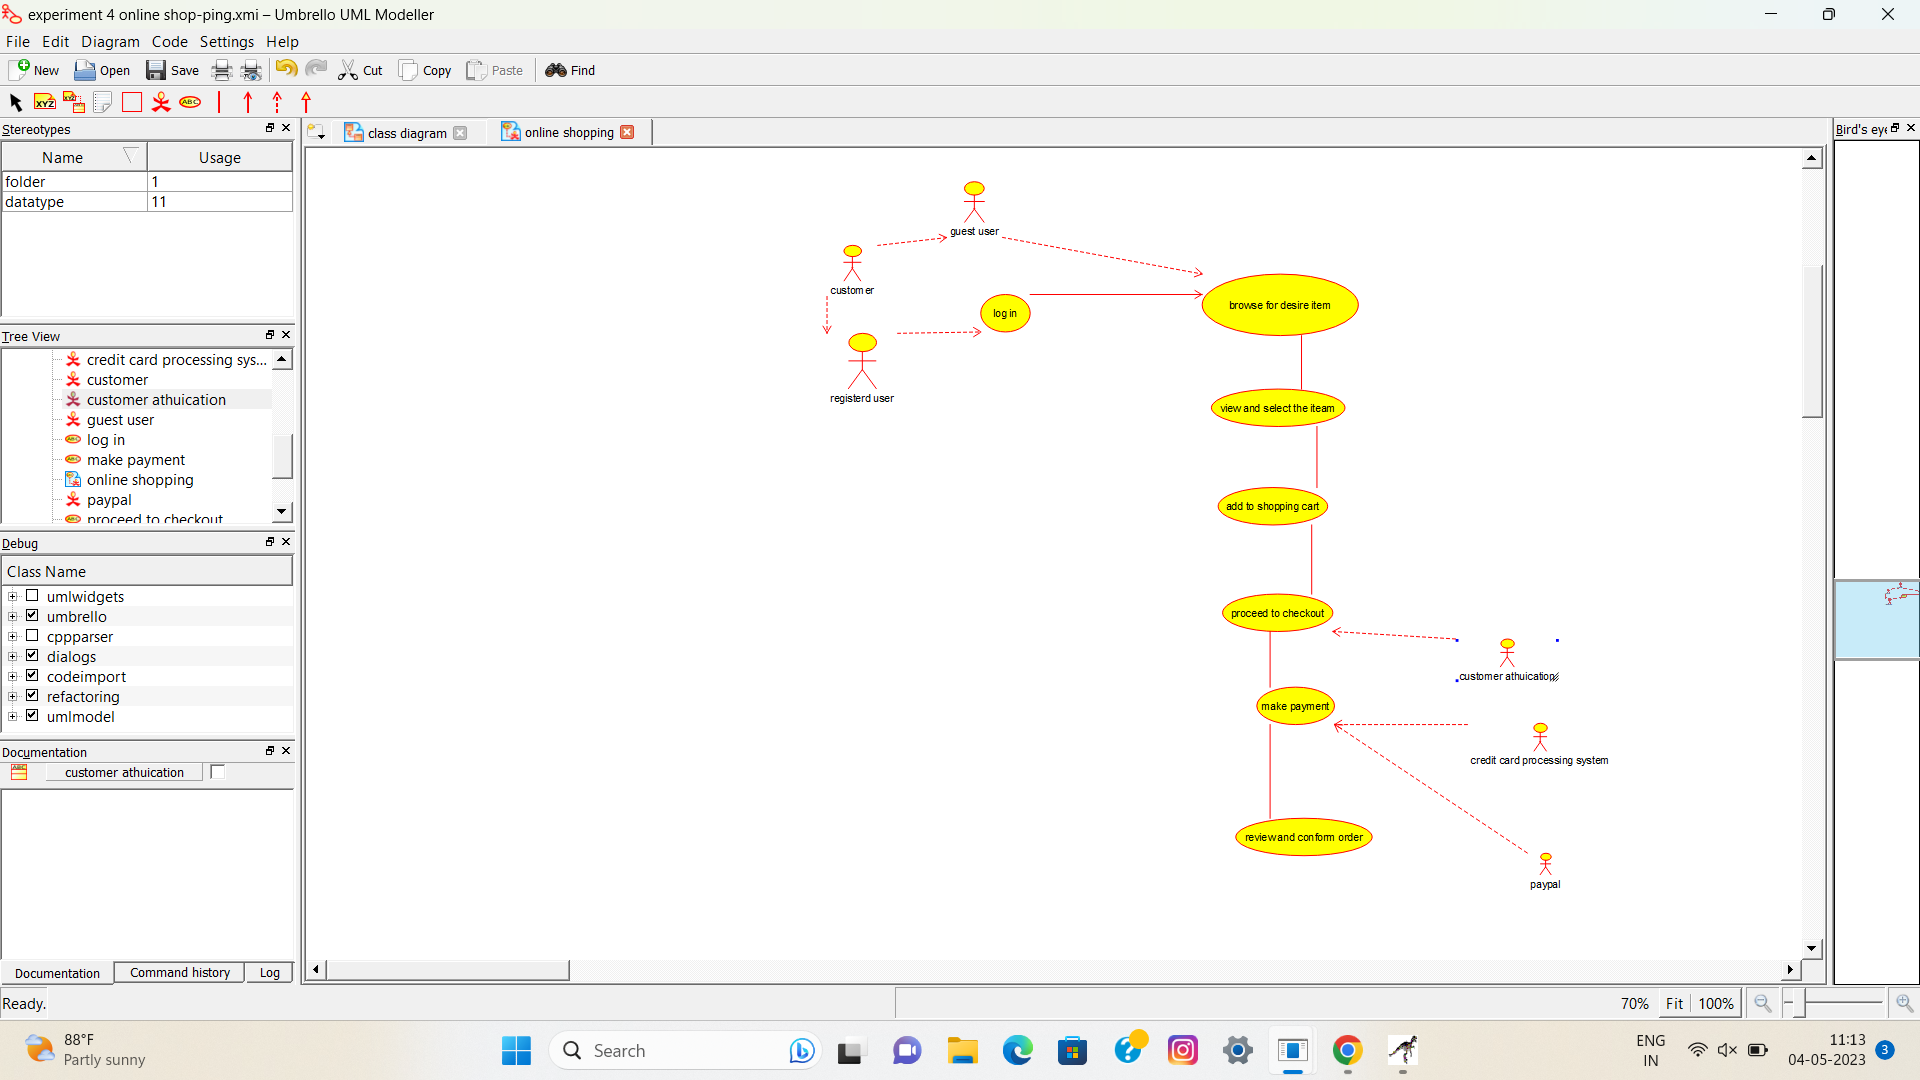 experiment 4 online shop-ping.xmi – Umbrello UML Modeller
File Edit Diagram Code Settings Help
New Open Save Cut Copy Paste Find
XYZ XYZ ABC
Stereotypes
Name Usage
folder 1
datatype 11
Tree View
credit card processing sys...
customer
customer athuication
guest user
log in
make payment
online shopping
paypal
proceed to checkout
Debug
Class Name
umlwidgets
umbrello
cppparser
dialogs
codeimport
refactoring
umlmodel
Documentation
customer athuication
Documentation Command history Log
Ready.
class diagram online shopping
guest user
customer
log in
registerd user
browse for desire item
view and select the iteam
add to shopping cart
proceed to checkout
customer athuication
make payment
credit card processing system
review and conform order
paypal
Bird's eye
70% Fit 100%
88°F
Partly sunny
Search
ENG
IN
11:13
04-05-2023
3